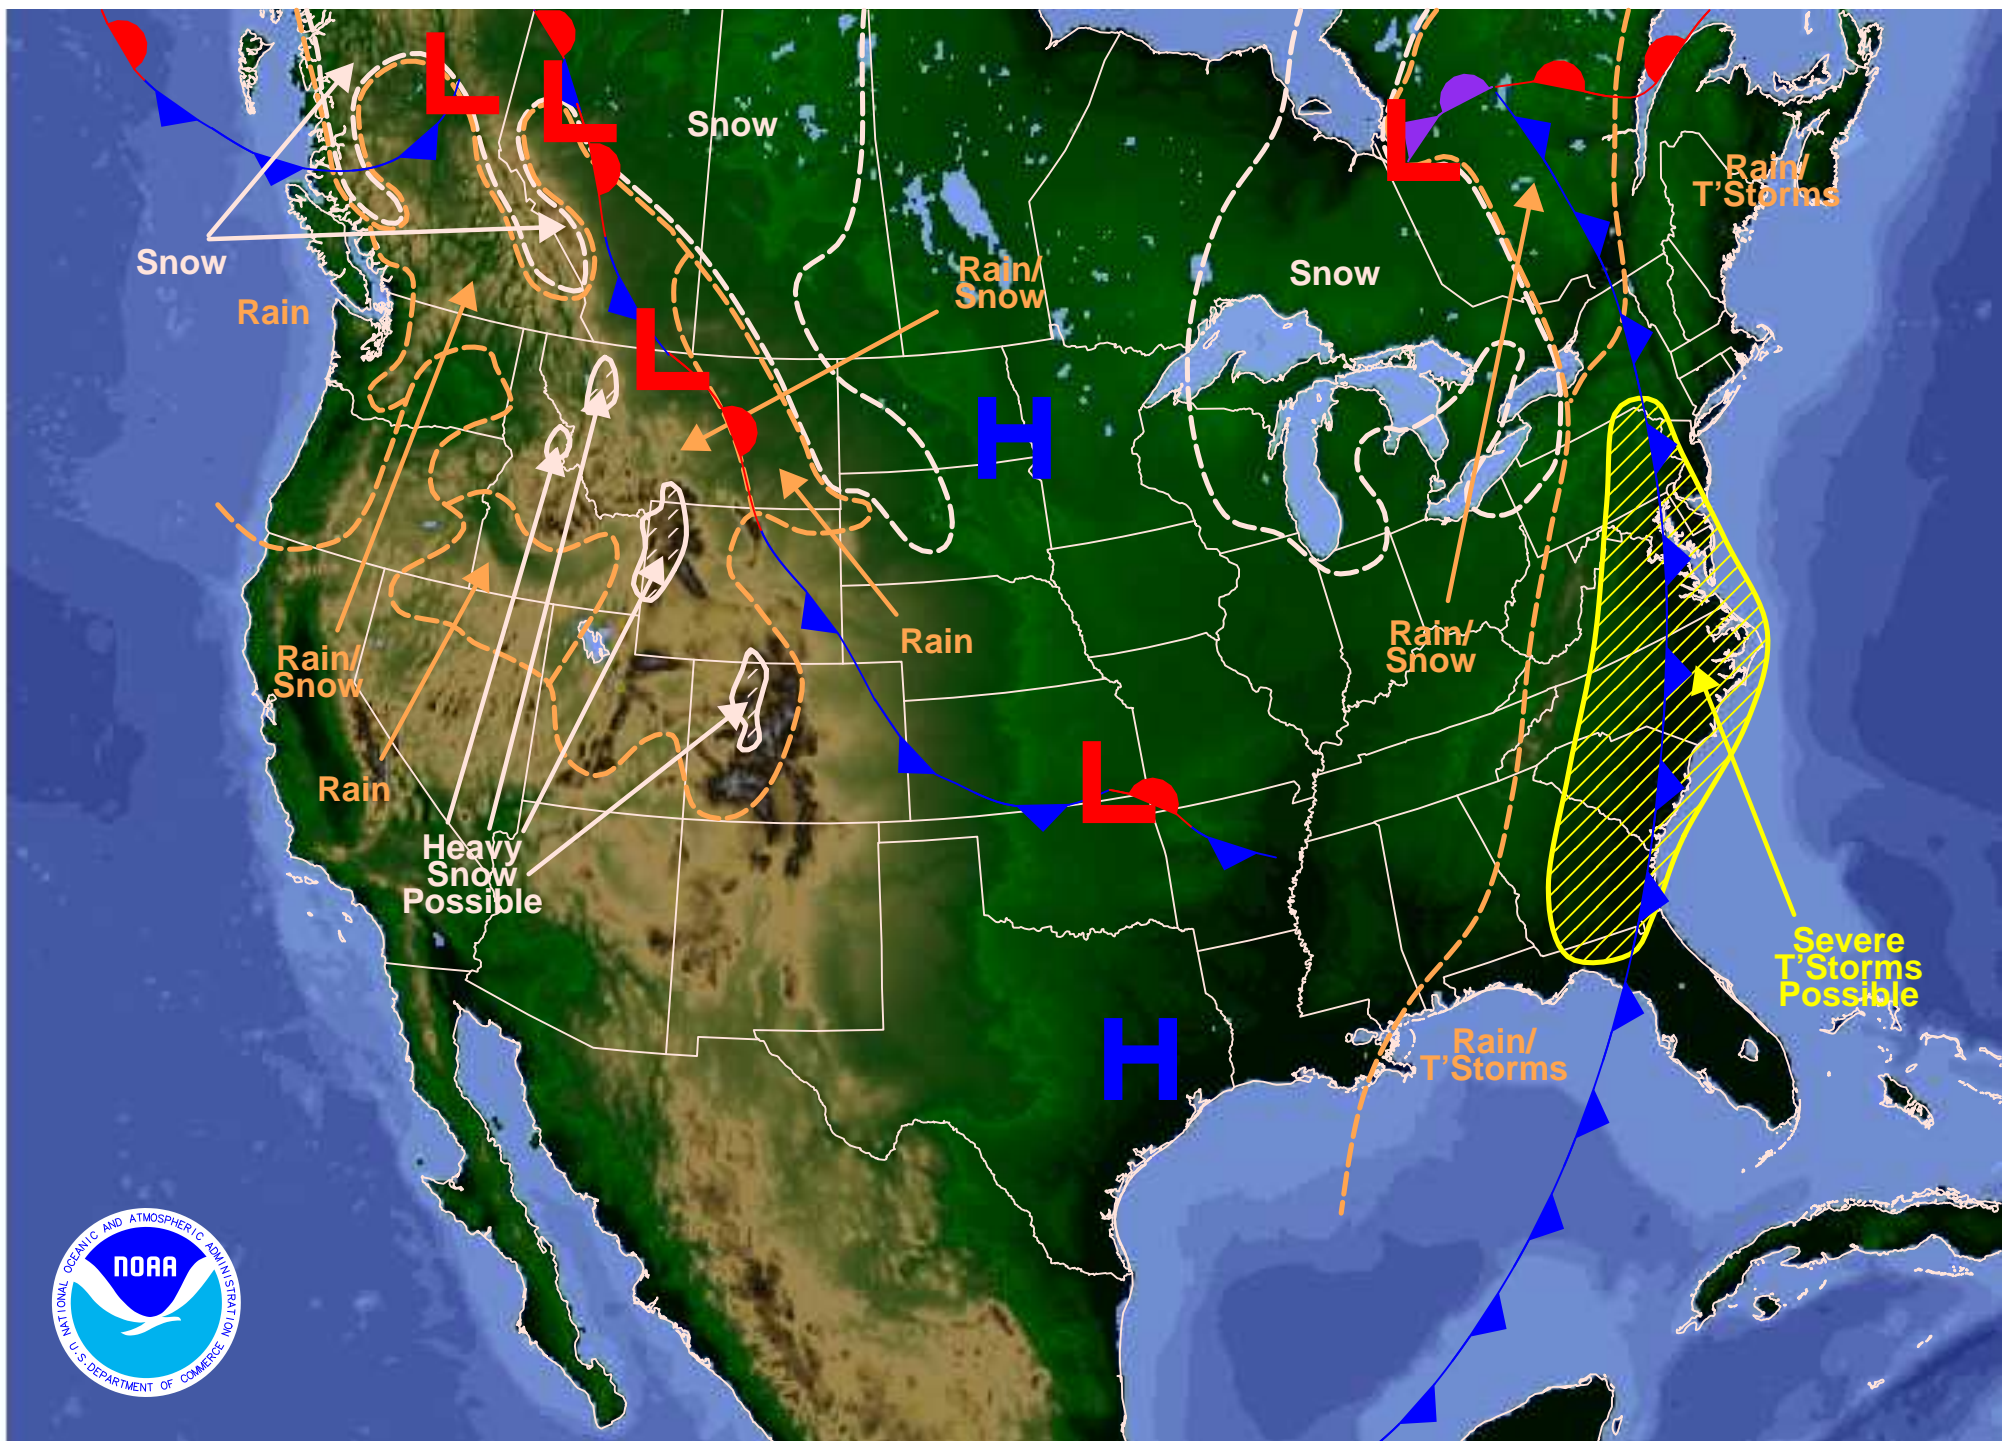 L
L
Snow
L
Rain/
T'Storms
Snow
Rain
Rain/
Snow
Snow
L
H
Rain/
Snow
Rain
Rain/
Snow
Rain
L
Heavy
Snow
Possible
Severe
T'Storms
Possible
H
Rain/
T'Storms
NATIONAL OCEANIC AND ATMOSPHERIC ADMINISTRATION
NOAA
U.S. DEPARTMENT OF COMMERCE